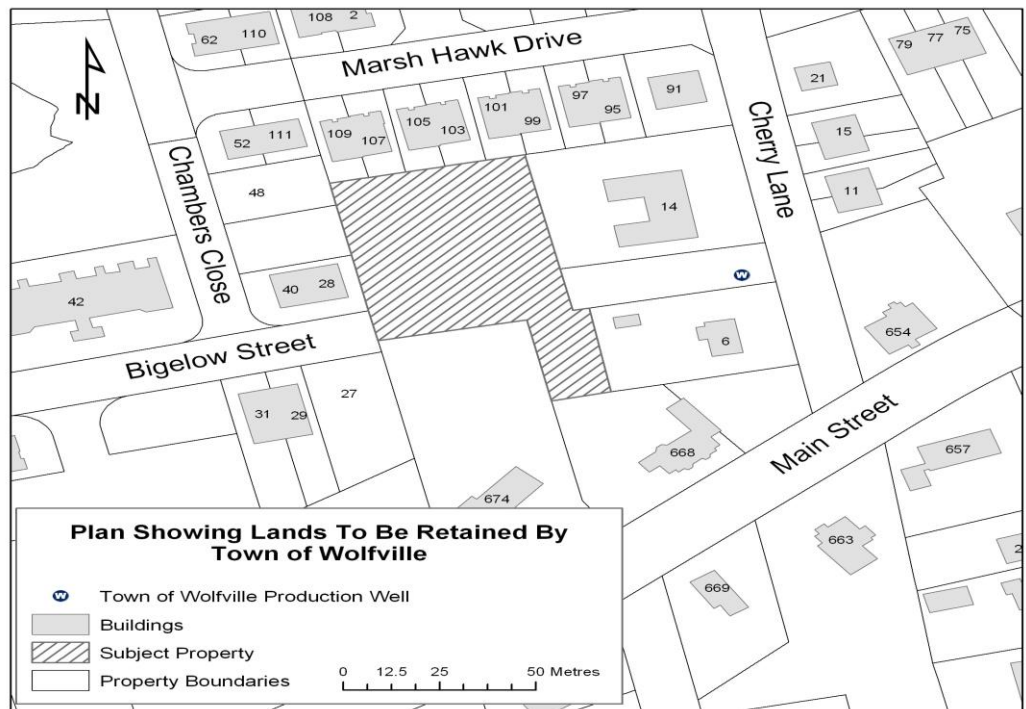 108 2
62 110
79 77 75
Marsh Hawk Drive
N
21
91
97 95
101 99
105 103
109 107
52 111
15
Cherry Lane
11
Chambers Close
48
14
W
42
40 28
654
6
Bigelow Street
27
31 29
Main Street
668
657
674
663
2
669
Plan Showing Lands To Be Retained By
Town of Wolfville
W Town of Wolfville Production Well
Buildings
Subject Property
Property Boundaries
0 12.5 25 50 Metres